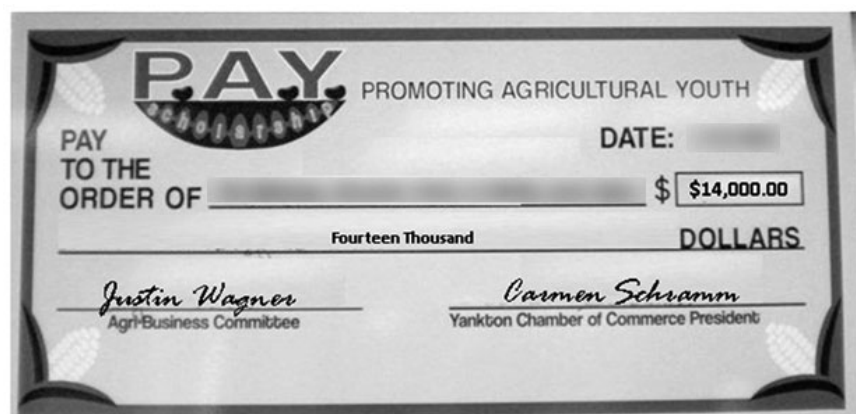 P.A.Y.
scholarship
PROMOTING AGRICULTURAL YOUTH
DATE:
PAY
TO THE
ORDER OF
$ $14,000.00
Fourteen Thousand DOLLARS
Justin Wagner
Carmen Schramm
Agri-Business Committee
Yankton Chamber of Commerce President